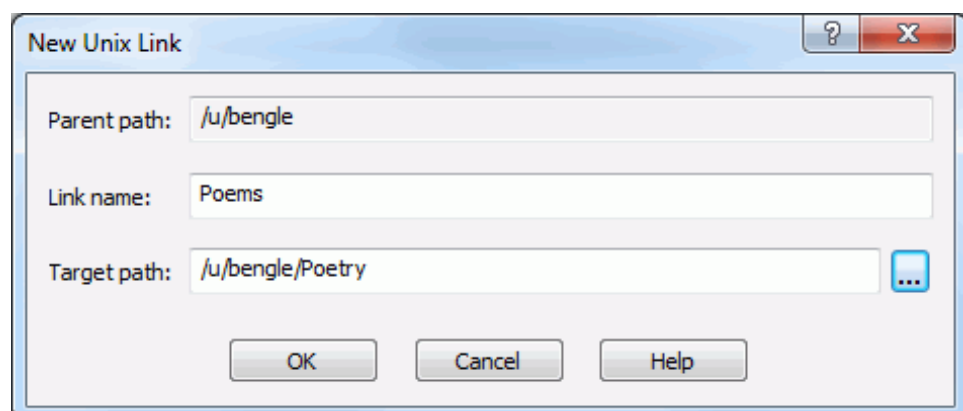 New Unix Link
?
Parent path: /u/bengle
Link name: Poems
Target path: /u/bengle/Poetry ...
OK Cancel Help